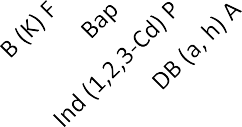 B (K) F
Bap
Ind (1,2,3-Cd) P
DB (a, h) A